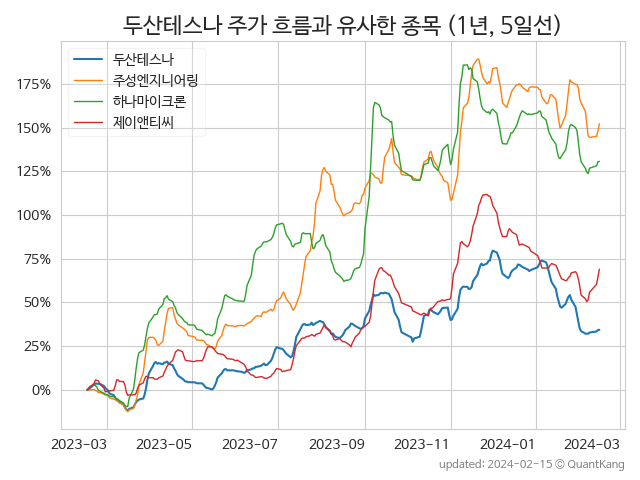 두산테스나 주가 흐름과 유사한 종목 (1년, 5일선)
두산테스나
주성엔지니어링
하나마이크론
제이앤티씨
175%
150%
125%
100%
75%
50%
25%
0%
2023-03 2023-05 2023-07 2023-09 2023-11 2024-01 2024-03
updated: 2024-02-15 © QuantKang